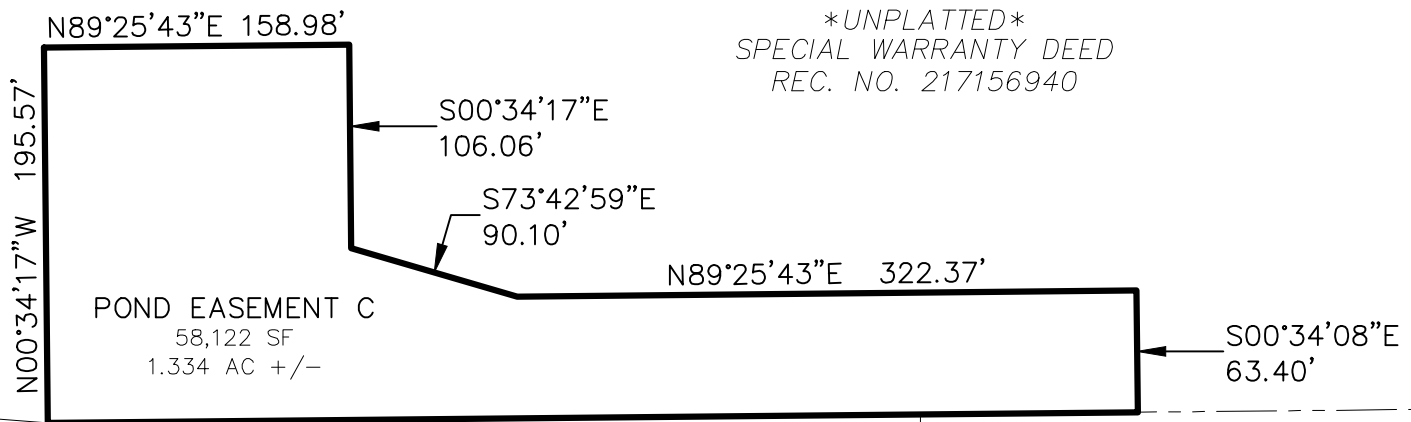 N89°25'43"E 158.98'
*UNPLATTED*
SPECIAL WARRANTY DEED
REC. NO. 217156940
N00°34'17"W 195.57'
S00°34'17"E
106.06'
S73°42'59"E
90.10'
N89°25'43"E 322.37'
POND EASEMENT C
58,122 SF
1.334 AC +/-
S00°34'08"E
63.40'